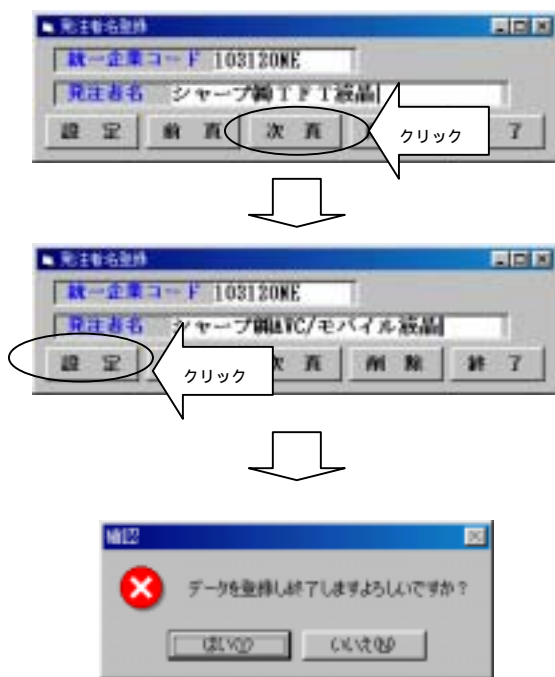 発注者名登録
統一企業コード 103120NE
発注者名 シャープ㈱TFT液晶
設 定 前 頁 次 頁 了
クリック
発注者名登録
統一企業コード 103120NE
発注者名 シャープ㈱AVC/モバイル液晶
設 定 次 頁 削 除 終 了
クリック
確認
データを登録し終了しますよろしいですか？
はい(Y) いいえ(N)